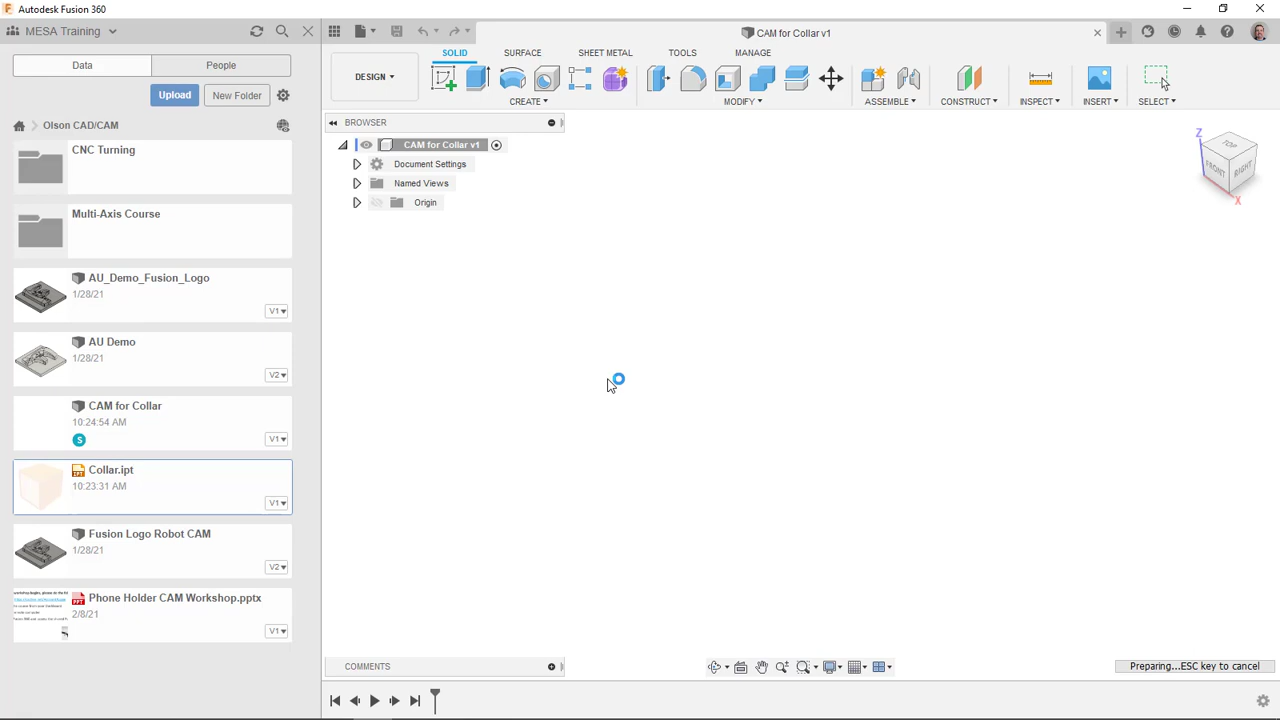 Autodesk Fusion 360
MESA Training
CAM for Collar v1
Data
People
Upload
New Folder
Olson CAD/CAM
CNC Turning
Multi-Axis Course
AU_Demo_Fusion_Logo
1/28/21
V1
AU Demo
1/28/21
V2
CAM for Collar
10:24:54 AM
S
V1
Collar.ipt
10:23:31 AM
V1
Fusion Logo Robot CAM
1/28/21
V2
Phone Holder CAM Workshop.pptx
2/8/21
V1
SOLID
SURFACE
SHEET METAL
TOOLS
MANAGE
DESIGN
CREATE
MODIFY
ASSEMBLE
CONSTRUCT
INSPECT
INSERT
SELECT
BROWSER
CAM for Collar v1
Document Settings
Named Views
Origin
Z
TOP
FRONT
RIGHT
X
COMMENTS
Preparing...ESC key to cancel